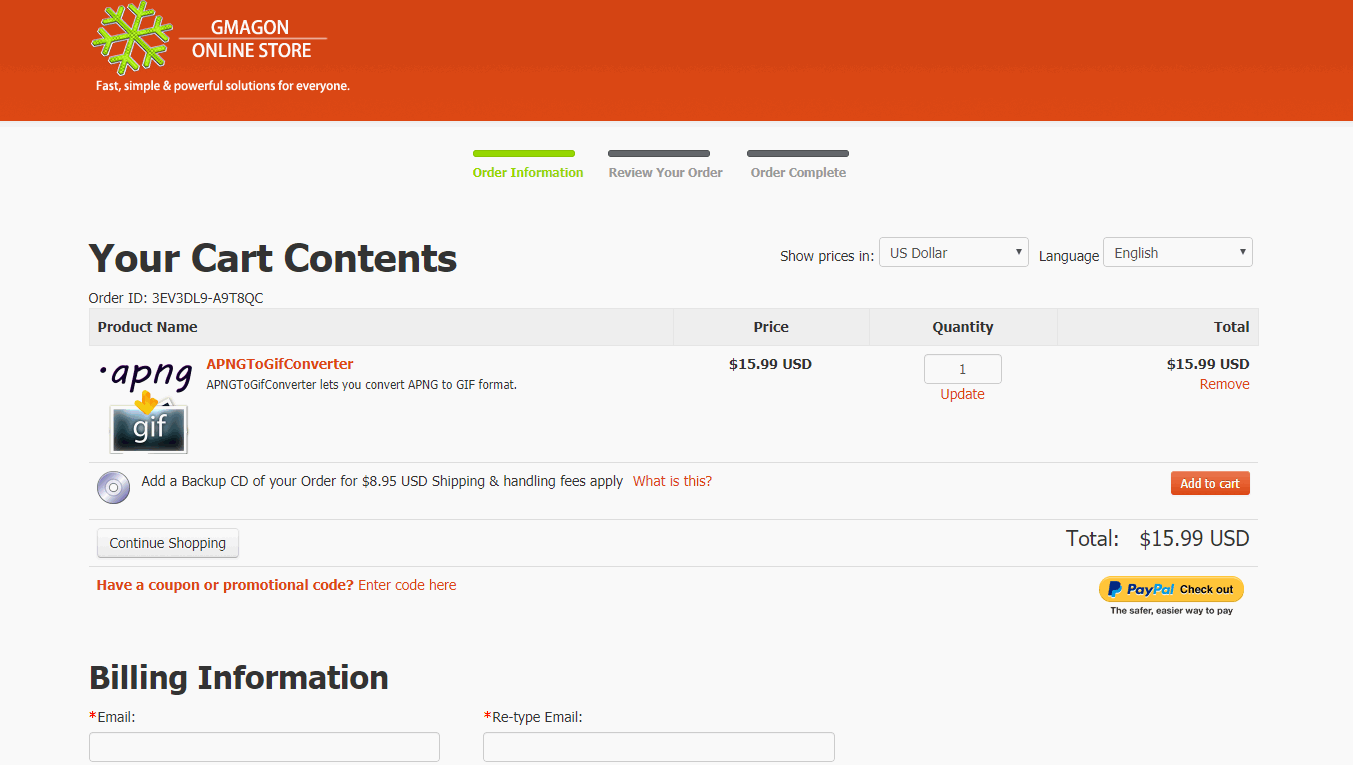 GMAGON
ONLINE STORE
Fast, simple & powerful solutions for everyone.
Order Information Review Your Order Order Complete
Your Cart Contents
Show prices in: US Dollar Language English
Order ID: 3EV3DL9-A9T8QC
Product Name Price Quantity Total
.apng
gif
APNGToGifConverter $15.99 USD 1 $15.99 USD
APNGToGifConverter lets you convert APNG to GIF format.
Update Remove
Add a Backup CD of your Order for $8.95 USD Shipping & handling fees apply What is this? Add to cart
Continue Shopping Total: $15.99 USD
Have a coupon or promotional code? Enter code here
PayPal Check out
The safer, easier way to pay
Billing Information
*Email: *Re-type Email: